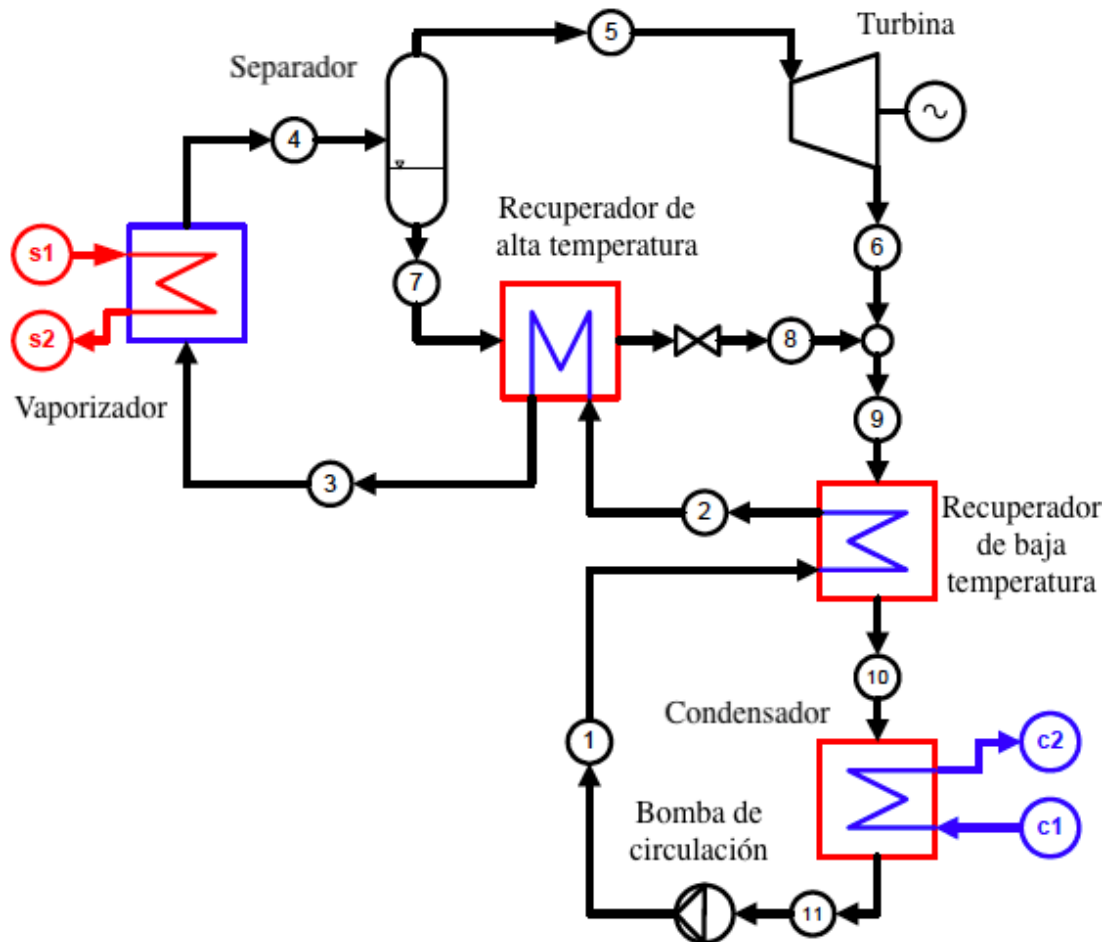 5
Turbina
Separador
4
Recuperador de
alta temperatura
s1
6
7
s2
8
Vaporizador
9
3
2
Recuperador
de baja
temperatura
10
Condensador
1
c2
Bomba de
circulación
c1
11